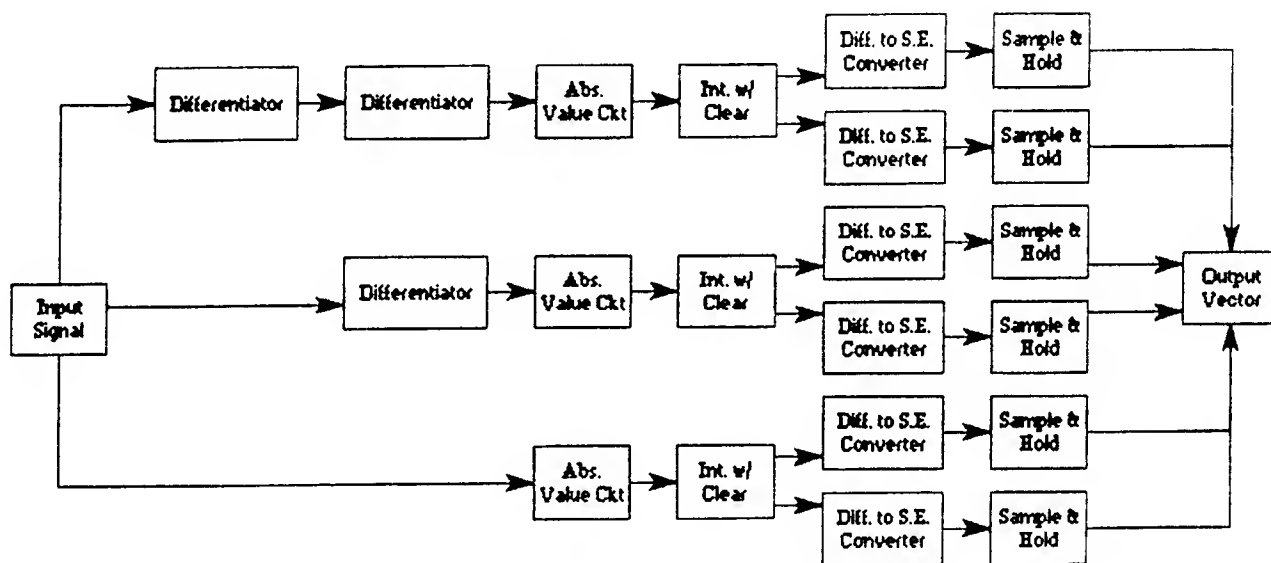 Diff. to S.E.
Converter
Sample &
Hold
Differentiator
Differentiator
Abs.
Value Ckt
Int. w/
Clear
Diff. to S.E.
Converter
Sample &
Hold
Input
Signal
Differentiator
Abs.
Value Ckt
Int. w/
Clear
Diff. to S.E.
Converter
Sample &
Hold
Diff. to S.E.
Converter
Sample &
Hold
Output
Vector
Abs.
Value Ckt
Int. w/
Clear
Diff. to S.E.
Converter
Sample &
Hold
Diff. to S.E.
Converter
Sample &
Hold